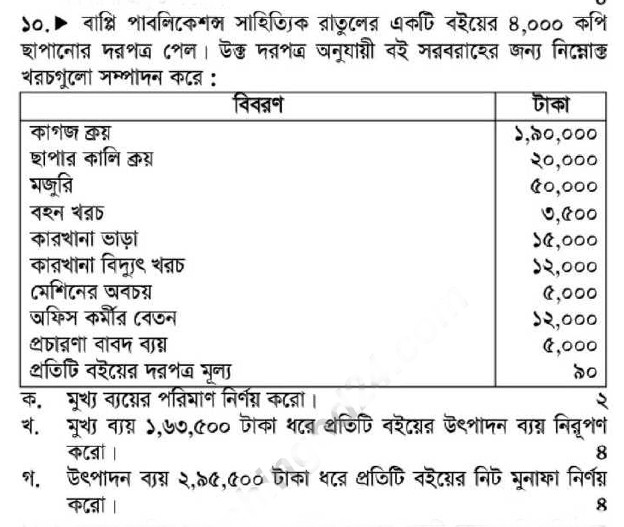 ১০.▶ বাপ্পি পাবলিকেশন্স সাহিত্যিক রাতুলের একটি বইয়ের ৪,০০০ কপি
ছাপানোর দরপত্র পেল। উক্ত দরপত্র অনুযায়ী বই সরবরাহের জন্য নিম্নোক্ত
খরচগুলো সম্পাদন করে :
বিবরণ টাকা
কাগজ ক্রয় ১,৯০,০০০
ছাপার কালি ক্রয় ২০,০০০
মজুরি ৫০,০০০
বহন খরচ ৩,৫০০
কারখানা ভাড়া ১৫,০০০
কারখানা বিদ্যুৎ খরচ ১২,০০০
মেশিনের অবচয় ৫,০০০
অফিস কর্মীর বেতন ১২,০০০
প্রচারণা বাবদ ব্যয় ৫,০০০
প্রতিটি বইয়ের দরপত্র মূল্য ৯০
ক. মুখ্য ব্যয়ের পরিমাণ নির্ণয় করো। ২
খ. মুখ্য ব্যয় ১,৬৩,৫০০ টাকা ধরে প্রতিটি বইয়ের উৎপাদন ব্যয় নিরূপণ
করো। ৪
গ. উৎপাদন ব্যয় ২,৯৫,৫০০ টাকা ধরে প্রতিটি বইয়ের নিট মুনাফা নির্ণয়
করো। ৪